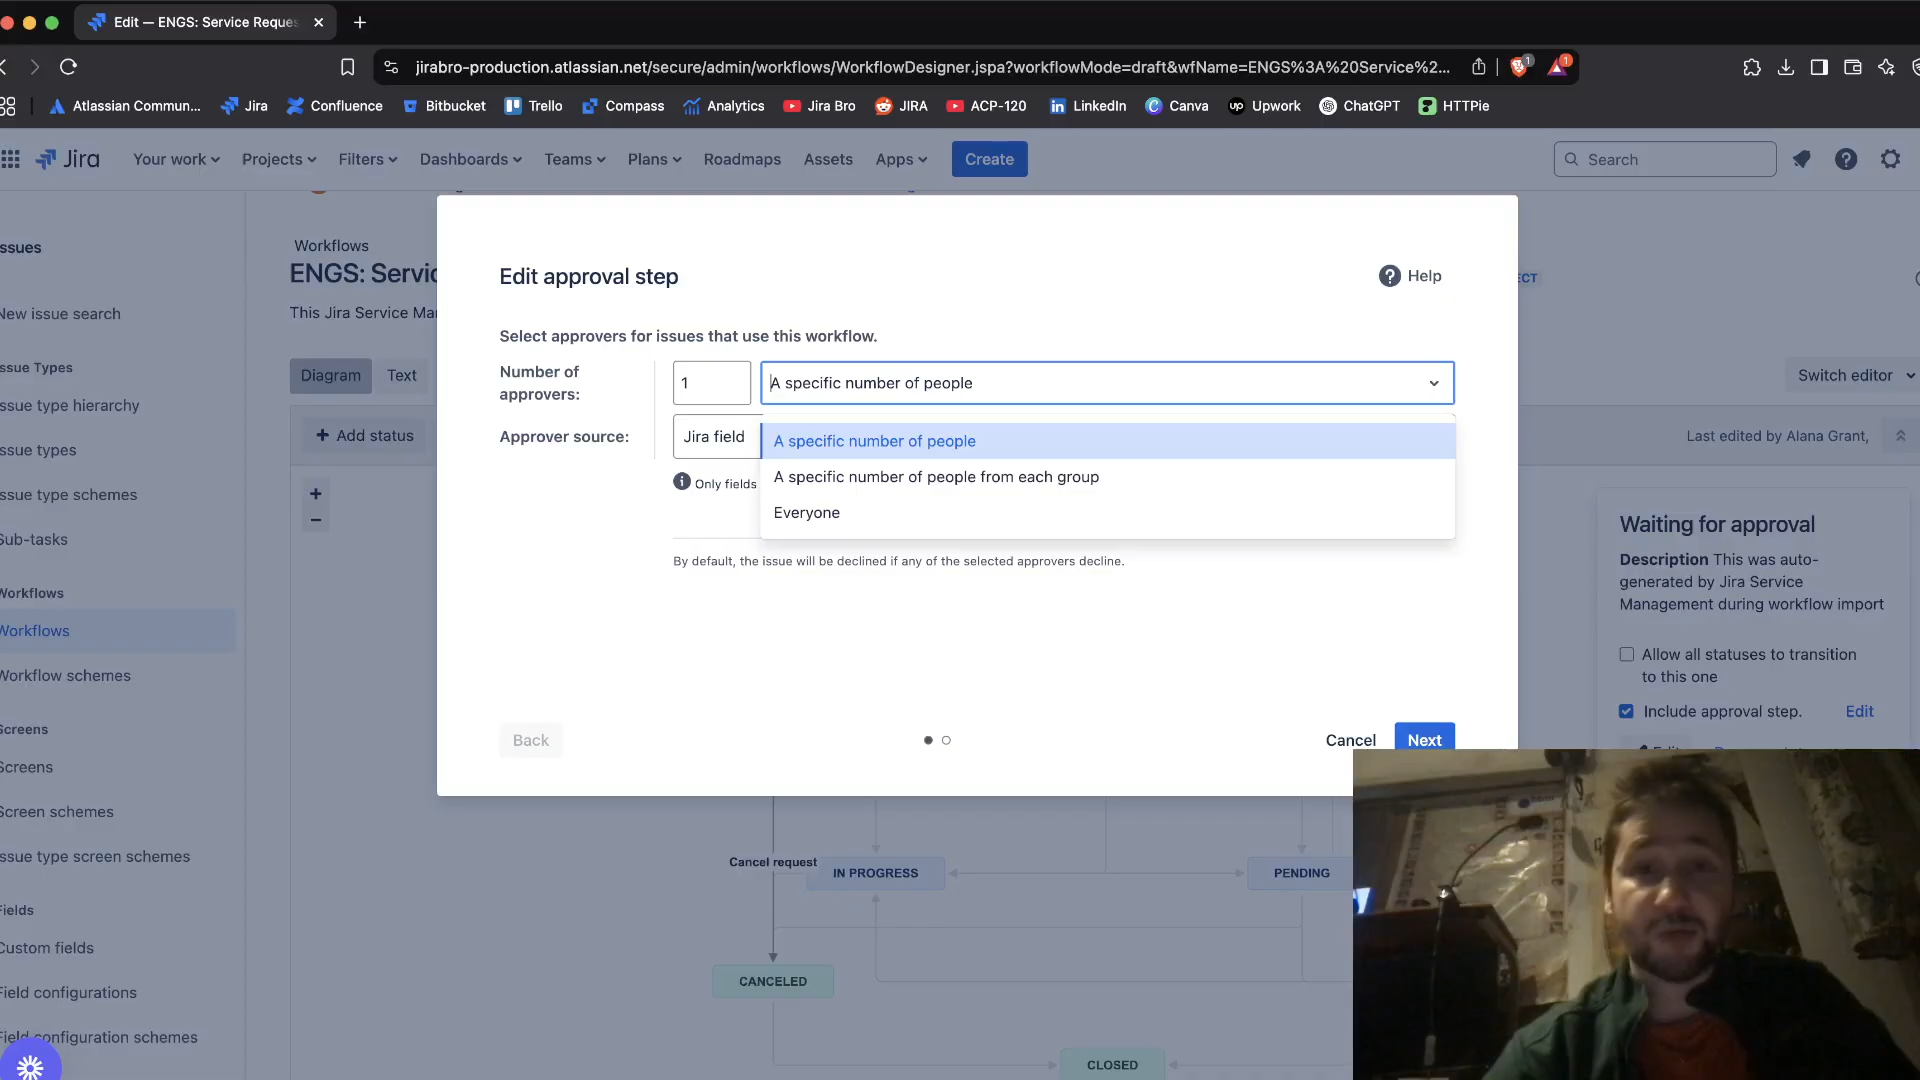 Edit — ENGS: Service Reques
jirabro-production.atlassian.net/secure/admin/workflows/WorkflowDesigner.jspa?workflowMode=draft&wfName=ENGS%3A%20Service%2...
1
1
Atlassian Commun...
Jira
Confluence
Bitbucket
Trello
Compass
Analytics
Jira Bro
JIRA
ACP-120
LinkedIn
Canva
up
Upwork
ChatGPT
HTTPie
Jira
Your work
Projects
Filters
Dashboards
Teams
Plans
Roadmaps
Assets
Apps
Create
Search
ssues
New issue search
ssue Types
ssue type hierarchy
ssue types
ssue type schemes
Sub-tasks
Workflows
Workflows
Workflow schemes
Screens
Screens
Screen schemes
ssue type screen schemes
Fields
Custom fields
Field configurations
Field configuration schemes
Workflows
ENGS: Servic
This Jira Service Mar
Diagram
Text
Add status
ECT
Switch editor
Last edited by Alana Grant,
Edit approval step
Help
Select approvers for issues that use this workflow.
Number of
approvers:
1
A specific number of people
Approver source:
Jira field
A specific number of people
A specific number of people from each group
Everyone
Only fields
By default, the issue will be declined if any of the selected approvers decline.
Back
Cancel
Next
Waiting for approval
Description This was auto-
generated by Jira Service
Management during workflow import
Allow all statuses to transition
to this one
Include approval step.
Edit
Cancel request
IN PROGRESS
PENDING
CANCELED
CLOSED